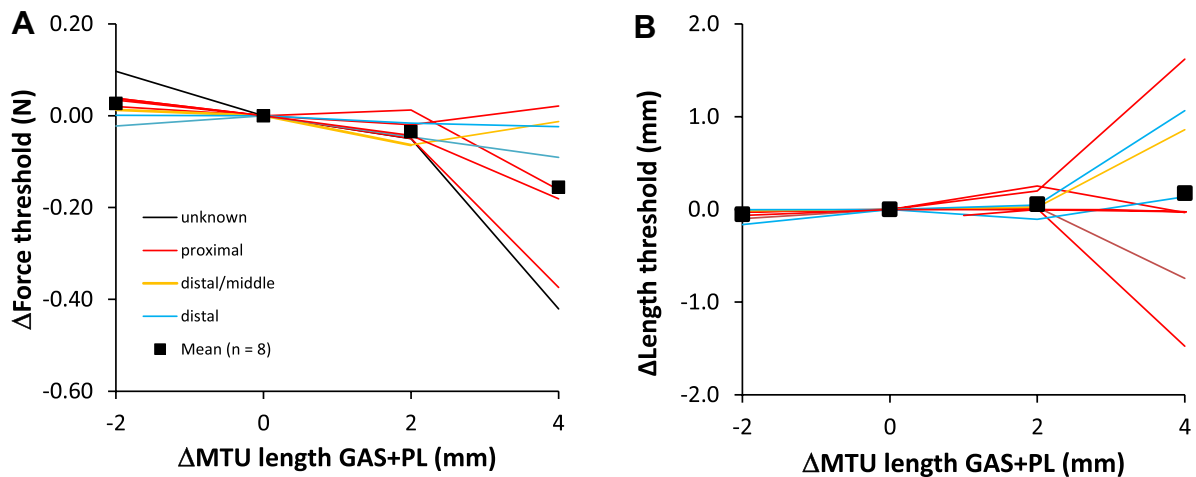 A
0.20
0.00
-0.20
-0.40
-0.60
ΔForce threshold (N)
unknown
proximal
distal/middle
distal
Mean (n = 8)
-2 0 2 4
ΔMTU length GAS+PL (mm)
B
2.0
1.0
0.0
-1.0
-2.0
ΔLength threshold (mm)
-2 0 2 4
ΔMTU length GAS+PL (mm)